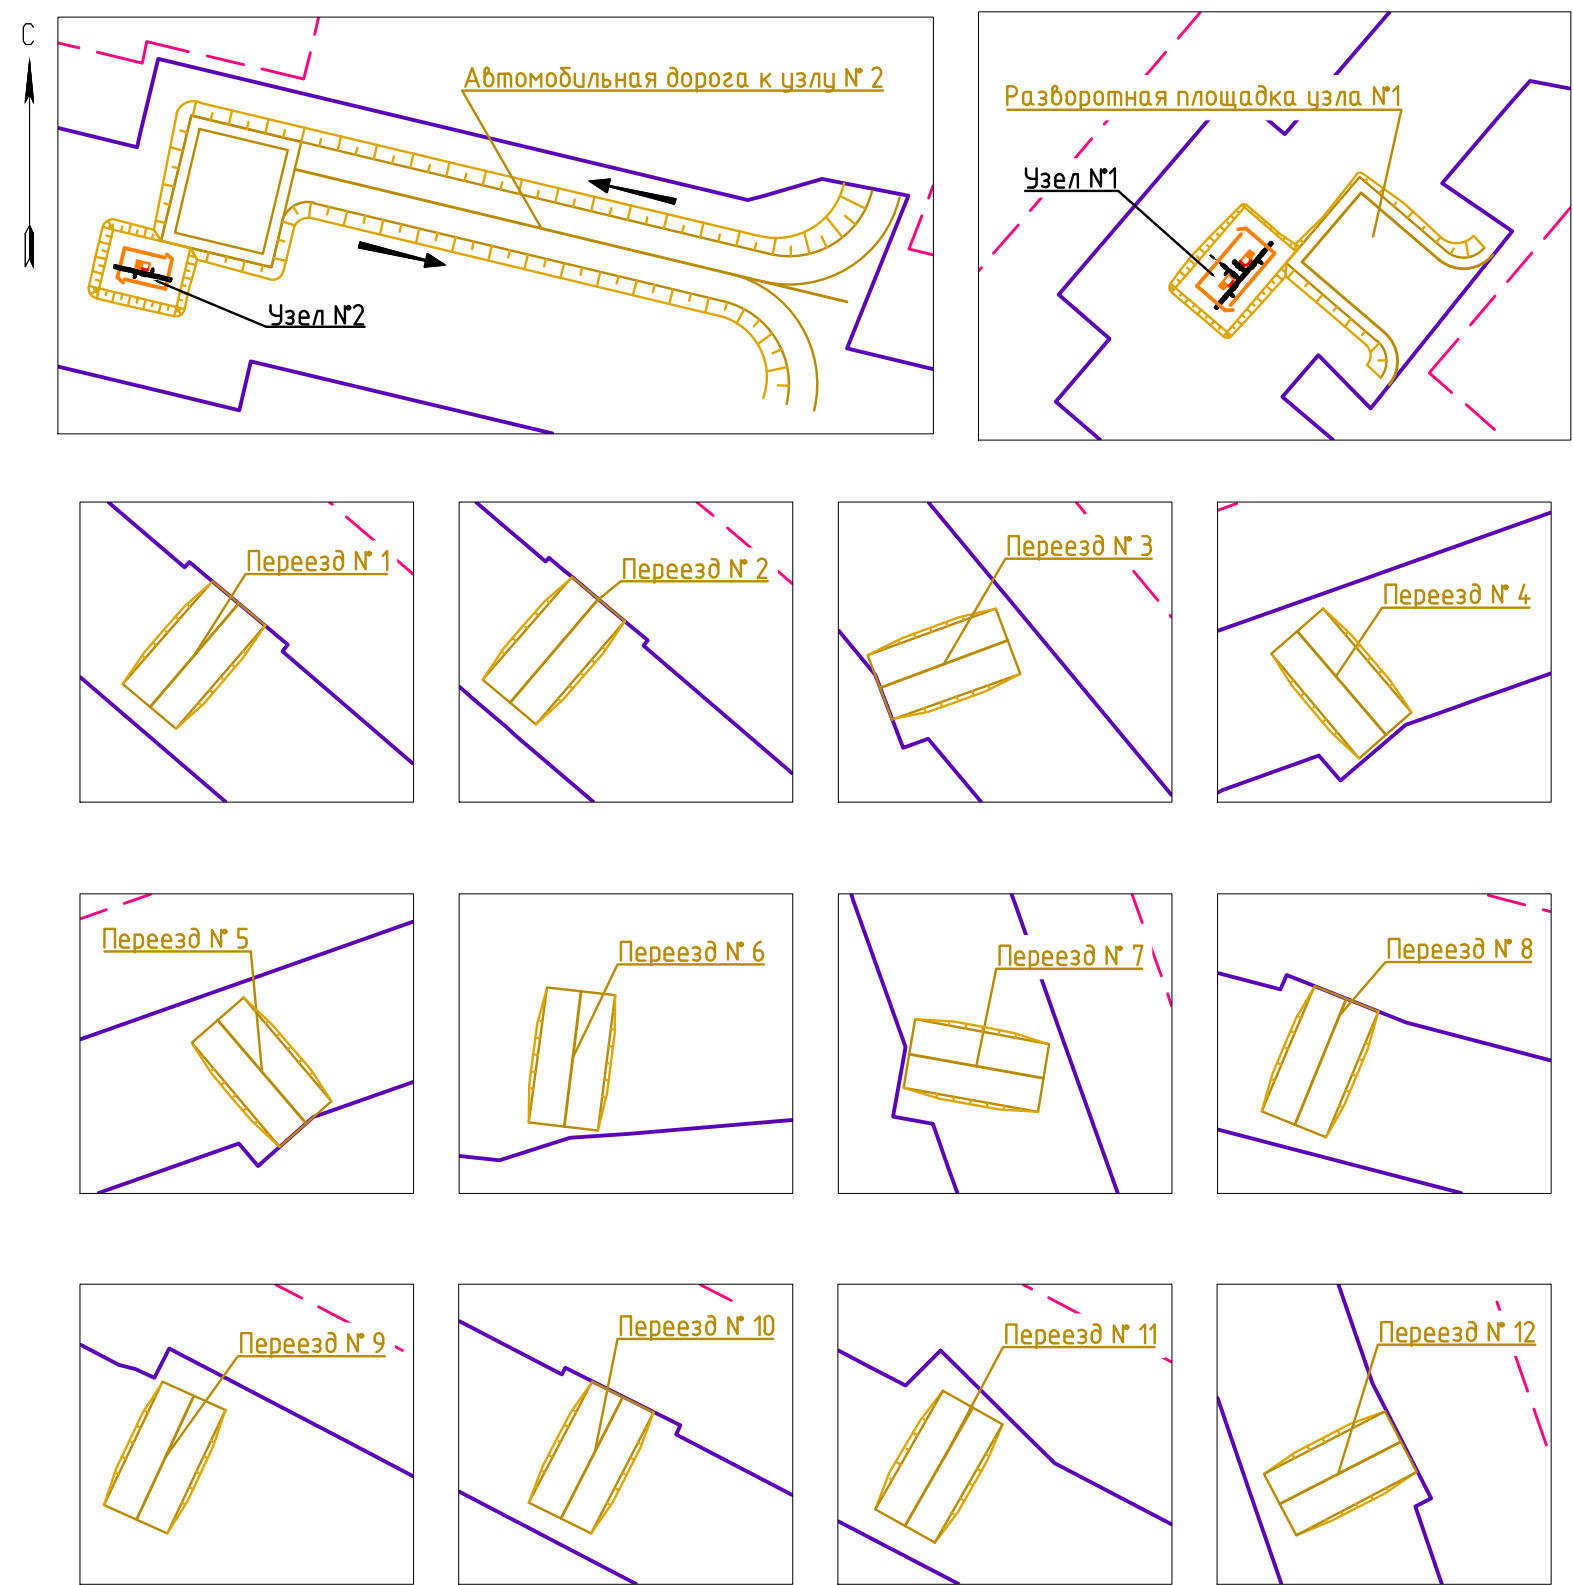 С
Автомобильная дорога к узлу №2
Узел №2
Разворотная площадка узла №1
Узел №1
Переезд № 1
Переезд № 2
Переезд № 3
Переезд № 4
Переезд № 5
Переезд № 6
Переезд № 7
Переезд № 8
Переезд № 9
Переезд № 10
Переезд № 11
Переезд № 12